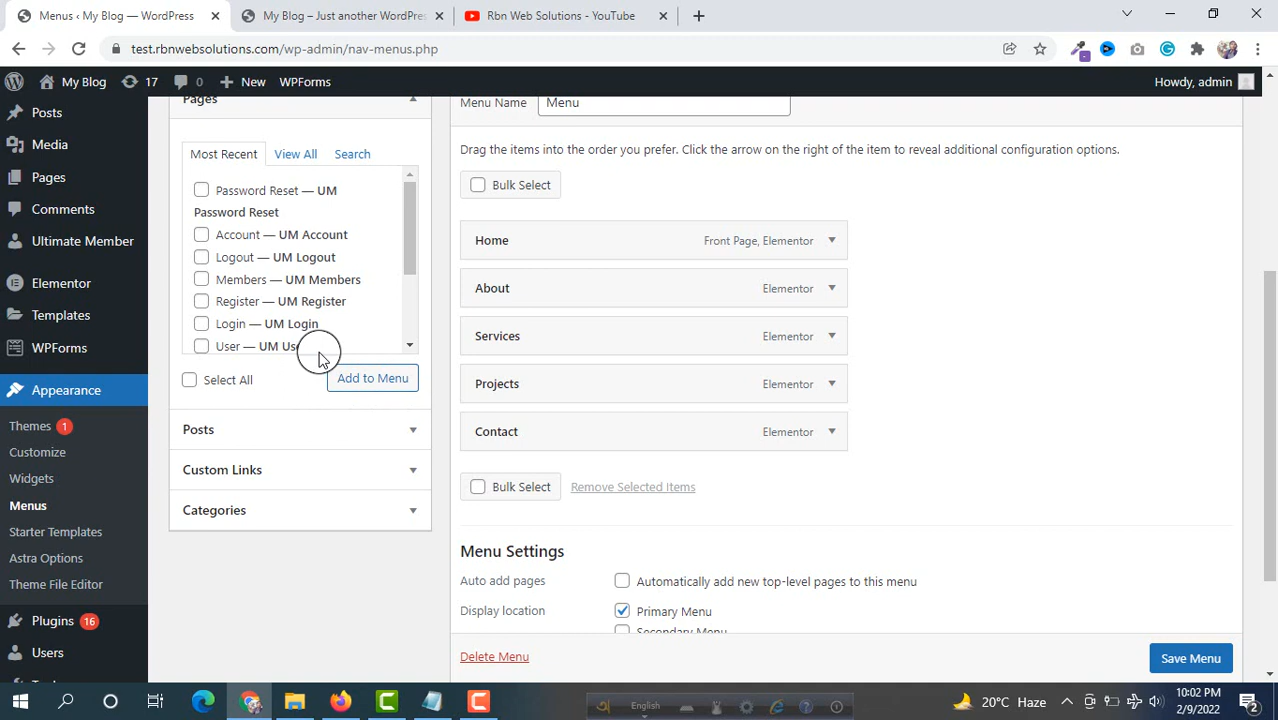 Menus ‹ My Blog — WordPress
My Blog – Just another WordPres
Rbn Web Solutions - YouTube
test.rbnwebsolutions.com/wp-admin/nav-menus.php
My Blog 17 0 New WPForms Howdy, admin
Posts
Media
Pages
Comments
Ultimate Member
Elementor
Templates
WPForms
Appearance
Themes 1
Customize
Widgets
Menus
Starter Templates
Astra Options
Theme File Editor
Plugins 16
Users
Pages
Most Recent View All Search
Password Reset — UM
Password Reset
Account — UM Account
Logout — UM Logout
Members — UM Members
Register — UM Register
Login — UM Login
User — UM Use
Select All Add to Menu
Posts
Custom Links
Categories
Menu Name Menu
Drag the items into the order you prefer. Click the arrow on the right of the item to reveal additional configuration options.
Bulk Select
Home Front Page, Elementor
About Elementor
Services Elementor
Projects Elementor
Contact Elementor
Bulk Select Remove Selected Items
Menu Settings
Auto add pages Automatically add new top-level pages to this menu
Display location Primary Menu
Secondary Menu
Delete Menu Save Menu
English
20°C Haze
10:02 PM
2/9/2022
2